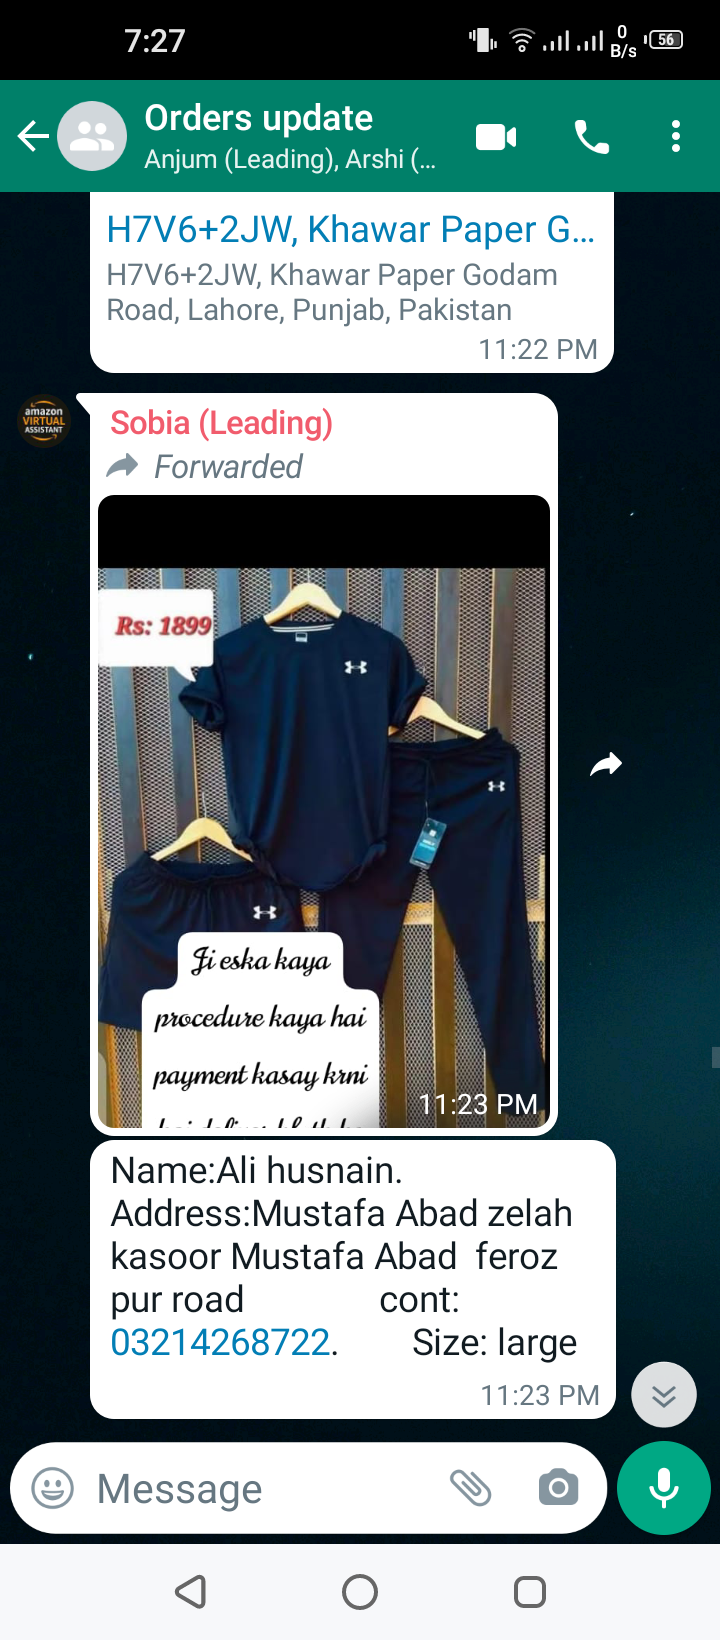 7:27
0
B/s
56
Orders update
Anjum (Leading), Arshi (...
H7V6+2JW, Khawar Paper G...
H7V6+2JW, Khawar Paper Godam
Road, Lahore, Punjab, Pakistan
11:22 PM
amazon
VIRTUAL
ASSISTANT
Sobia (Leading)
Forwarded
Rs: 1899
Ji eska kaya
procedure kaya hai
payment kasay krni
11:23 PM
Name:Ali husnain.
Address:Mustafa Abad zelah
kasoor Mustafa Abad feroz
pur road cont:
03214268722. Size: large
11:23 PM
Message